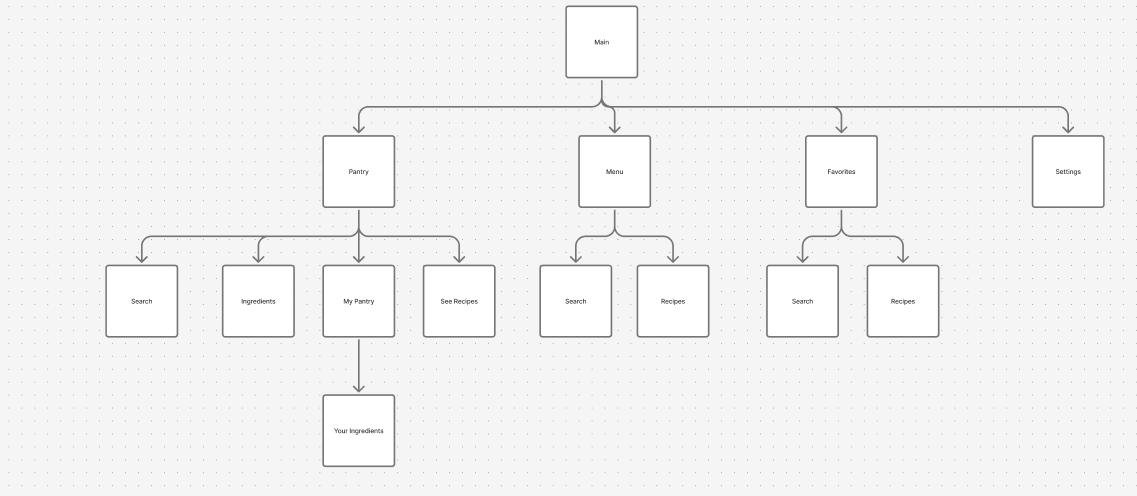 Main
Pantry
Menu
Favorites
Settings
Search
Ingredients
My Pantry
See Recipes
Search
Recipes
Search
Recipes
Your Ingredients